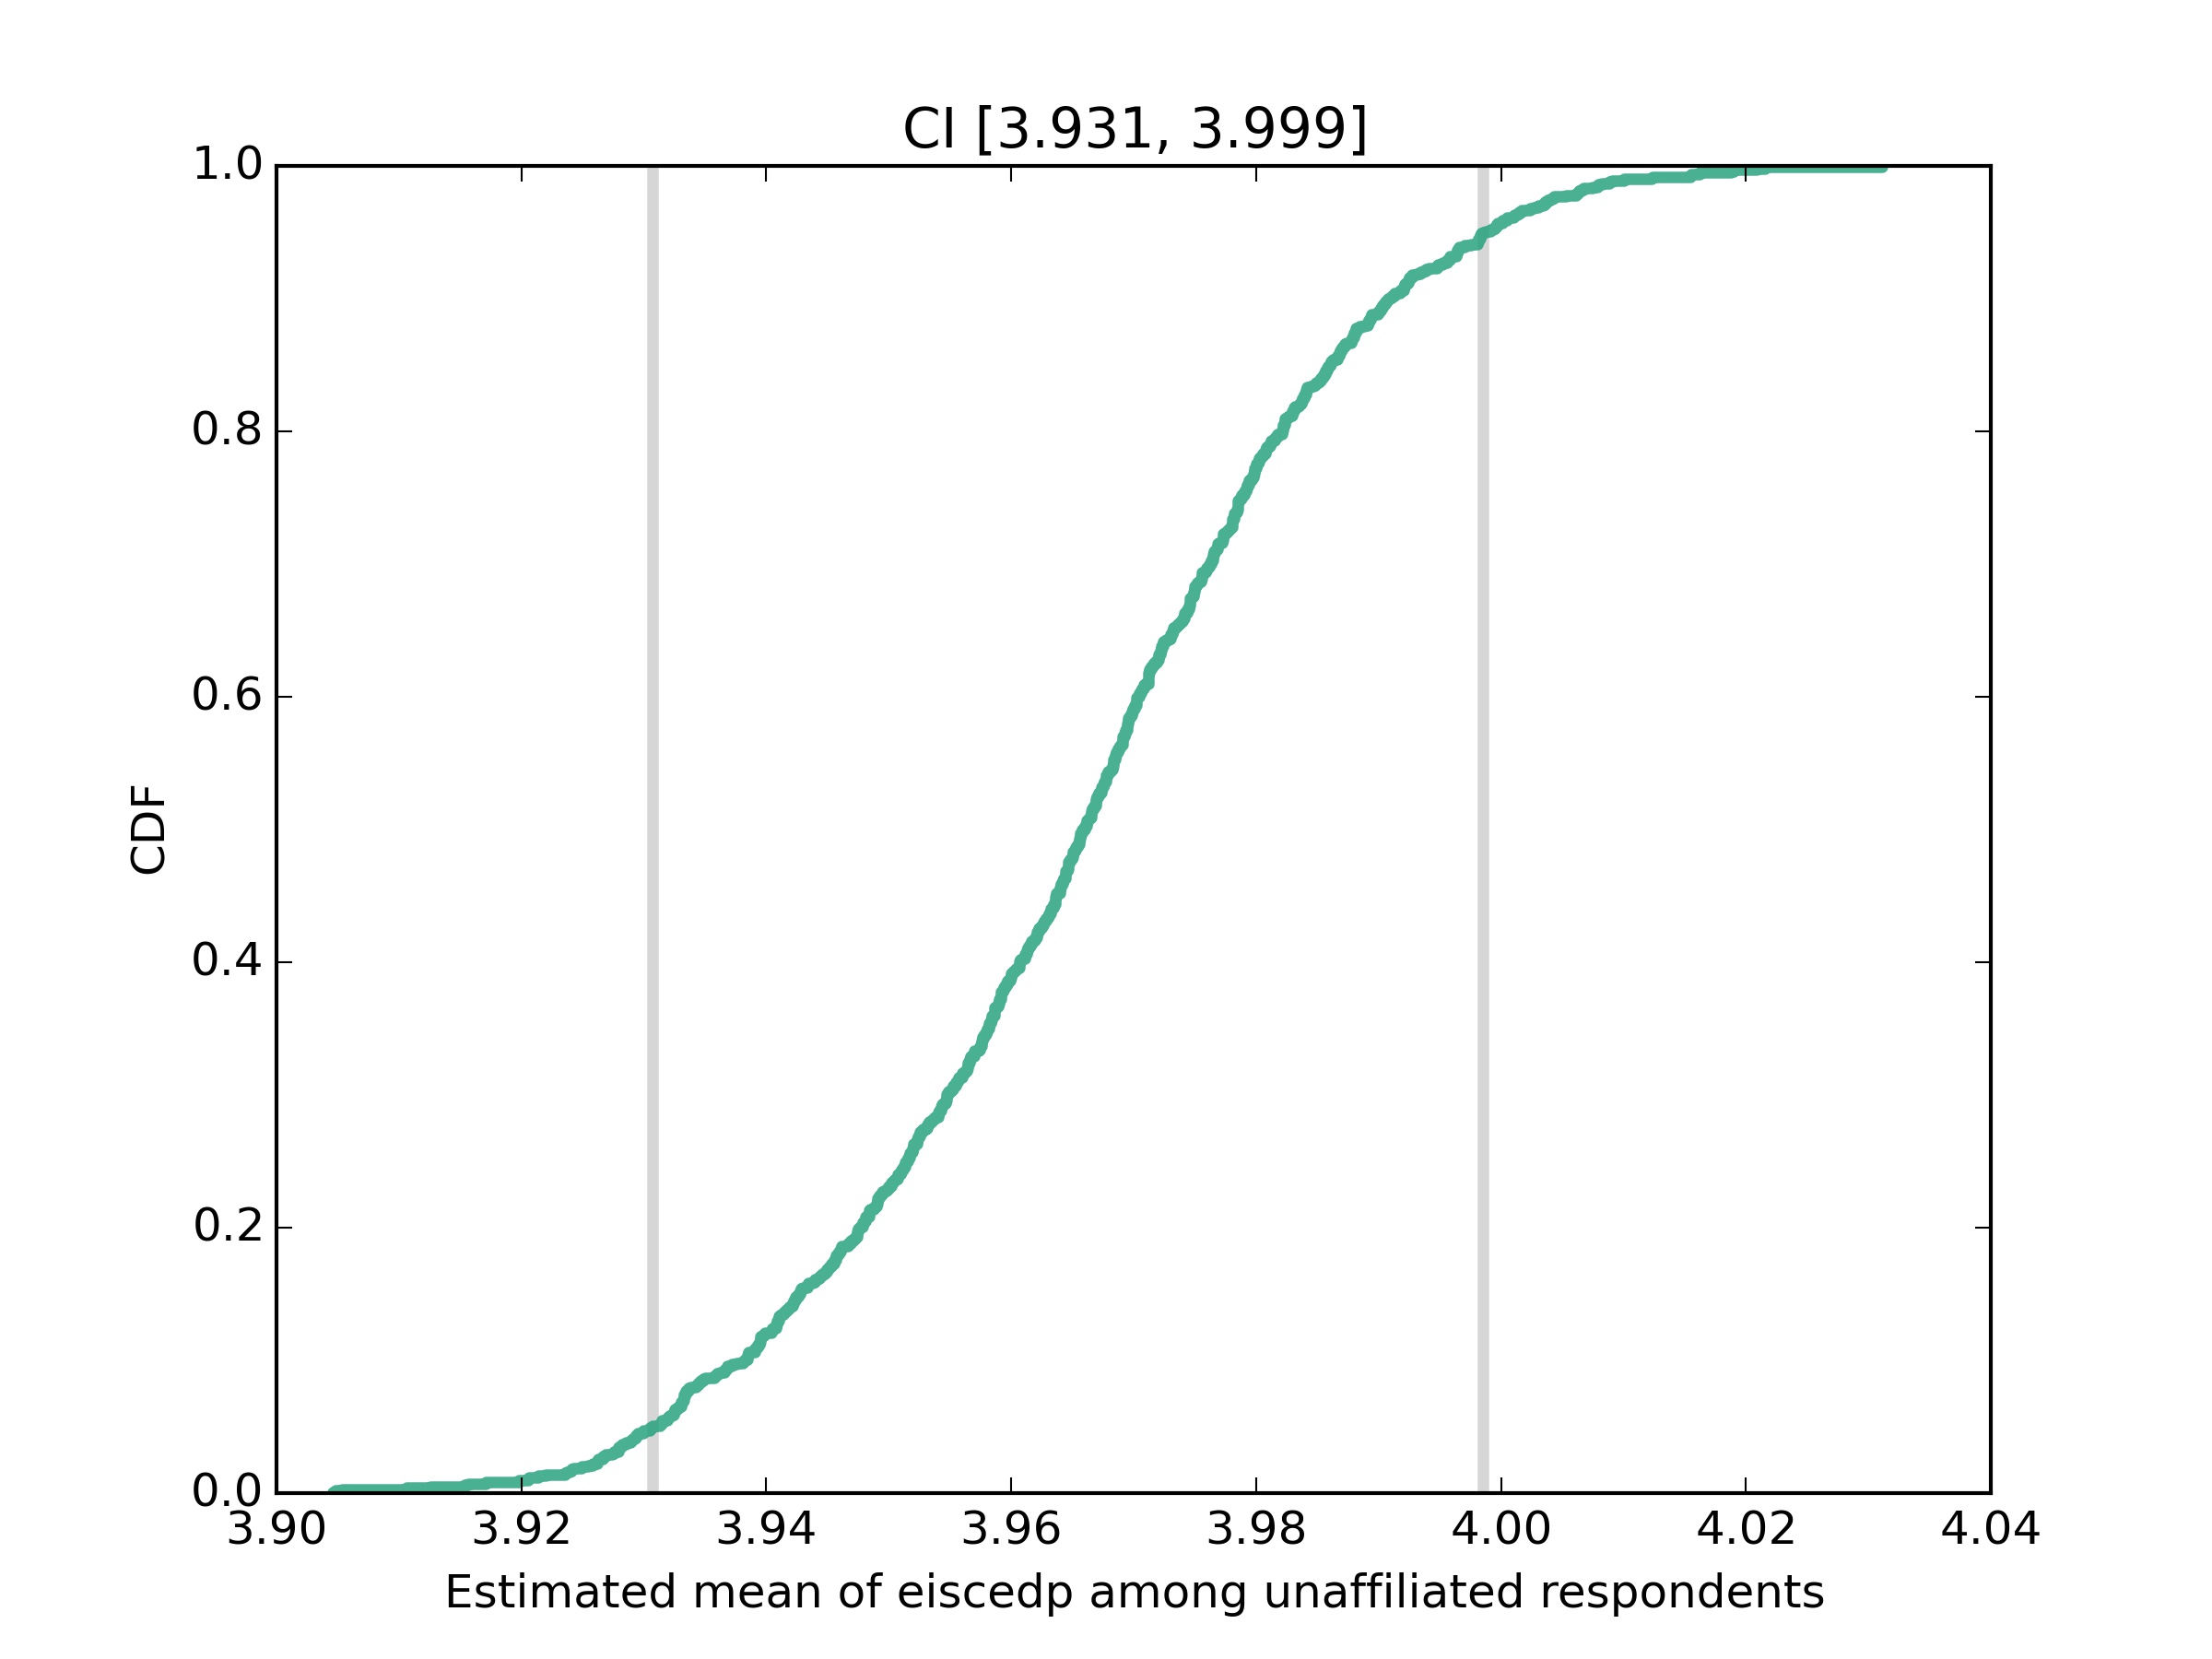 CI [3.931, 3.999]
1.0
0.8
0.6
0.4
0.2
0.0
CDF
3.90 3.92 3.94 3.96 3.98 4.00 4.02 4.04
Estimated mean of eiscedp among unaffiliated respondents